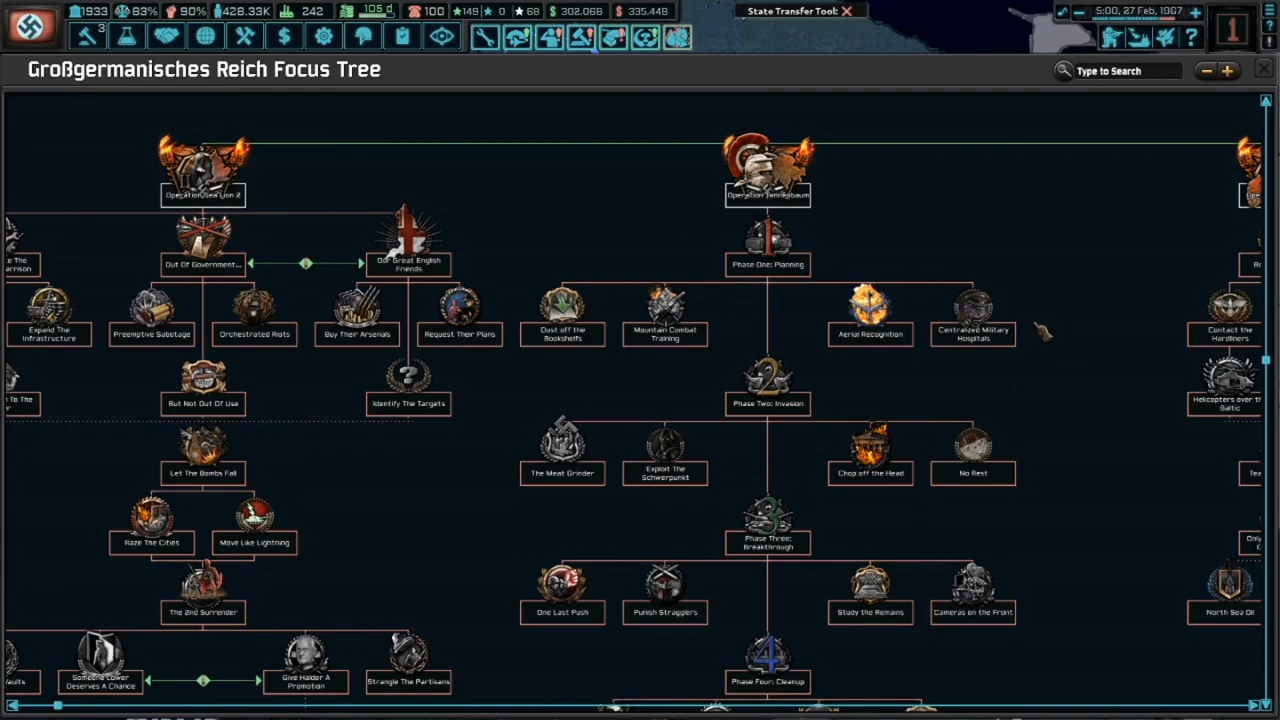 1933 83% 90% 428.33K 242 105 d 100 149 0 68 302.068 335.448
State Transfer Tool:
5:00, 27 Feb, 1967
3
1
Großgermanisches Reich Focus Tree
Type to Search
Operation Sea Lion 2
Operation Tannenbaum
Out Of Government...
Our Great English
Friends
Phase One: Planning
Expand The
Infrastructure
Preemptive Sabotage
Orchestrated Riots
Buy Their Arsenals
Request Their Plans
Dust off the
Bookshelfs
Mountain Combat
Training
Aerial Recognition
Centralized Military
Hospitals
Contact the
Hardliners
But Not Out Of Use
Identify The Targets
Phase Two: Invasion
Helicopters over th
Baltic
Let The Bombs Fall
The Meat Grinder
Exploit The
Schwerpunkt
Chop off the Head
No Rest
Raze The Cities
Move Like Lightning
Phase Three:
Breakthrough
The 2nd Surrender
One Last Push
Punish Stragglers
Study the Remains
Cameras on the Front
North Sea Oil
Someone Lower
Deserves A Chance
Give Halder A
Promotion
Strangle The Partisans
Phase Four: Cleanup